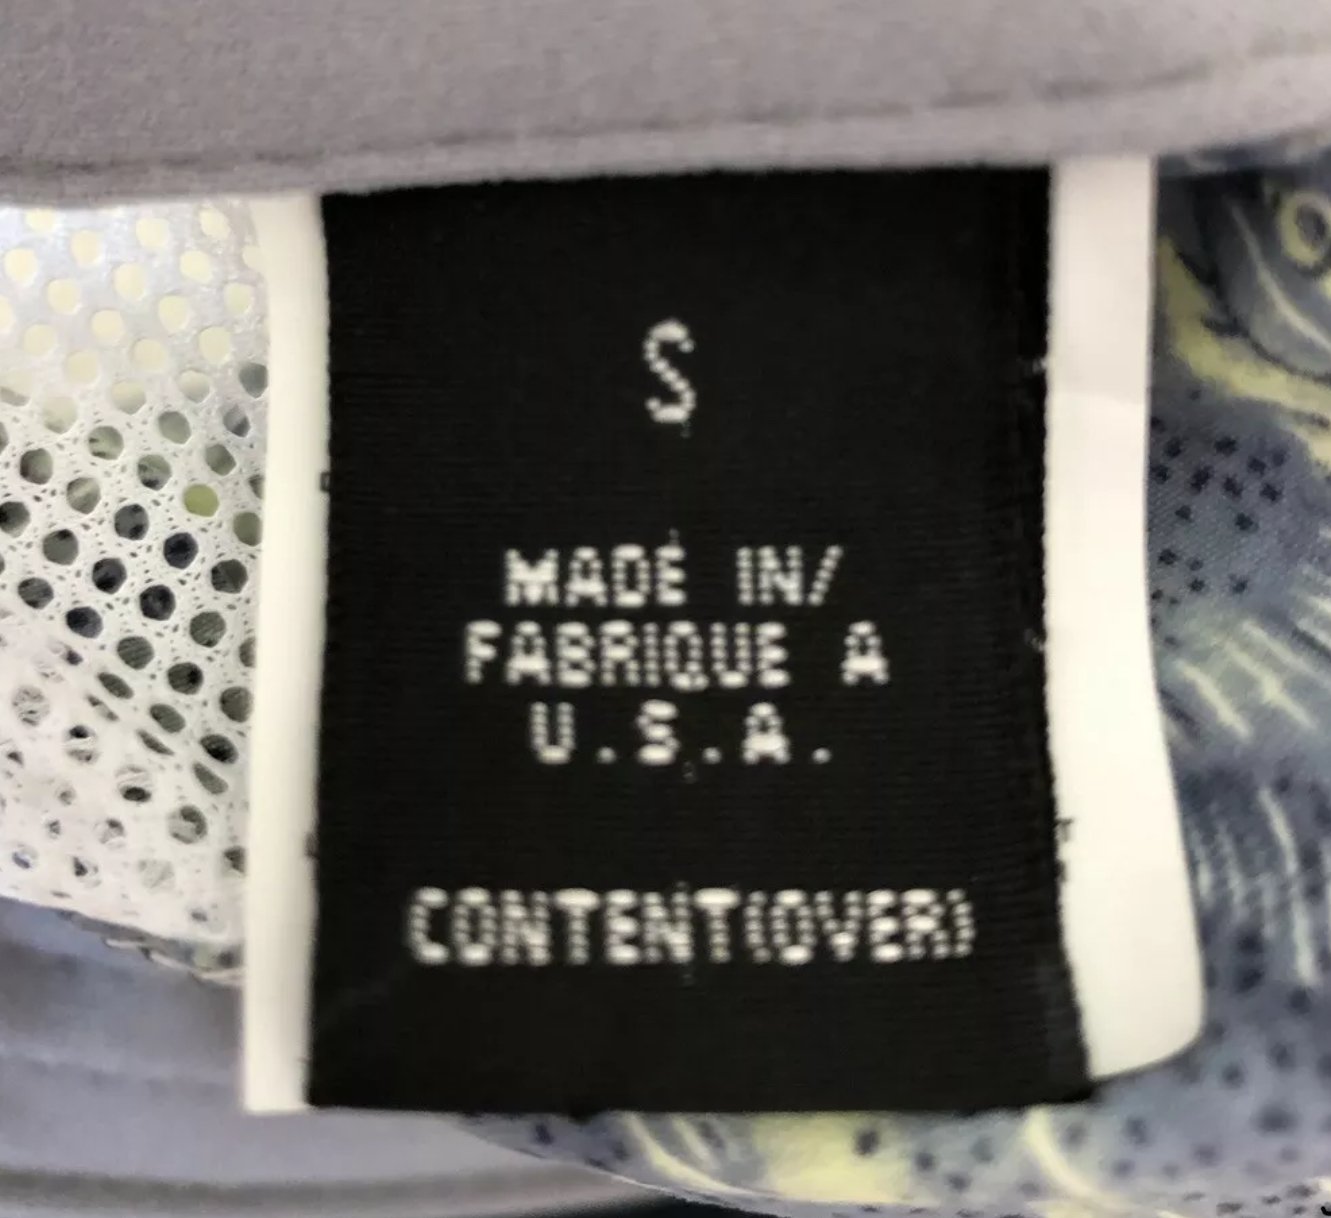 S
MADE IN/
FABRIQUE A
U.S.A.
CONTENT(OVER)